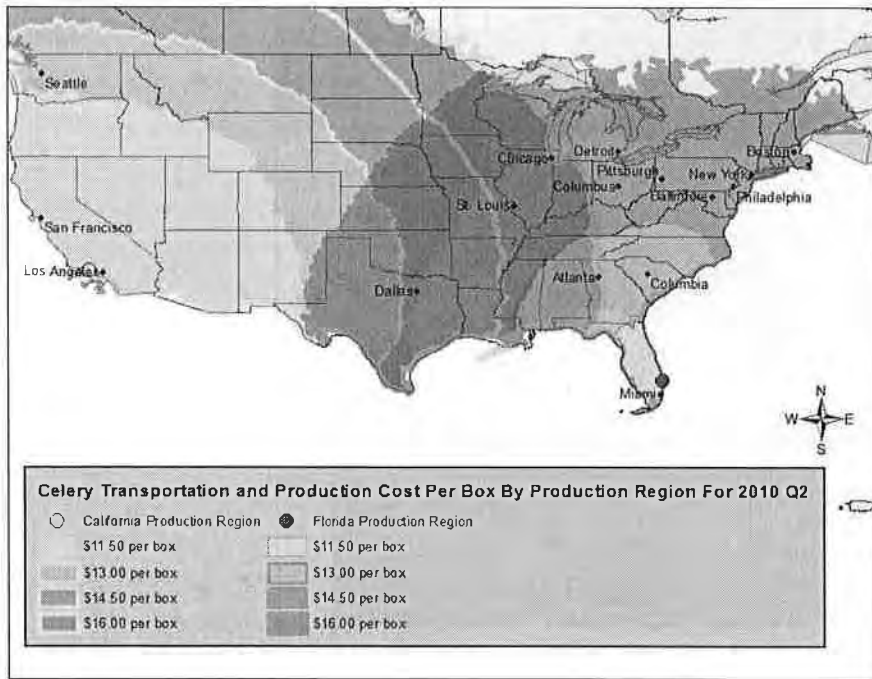 Seattle
Chicago
Detroit
Boston
Pittsburgh
New York
Columbus
St. Louis
Baltimore
Philadelphia
San Francisco
Los Angeles
Dallas
Atlanta
Columbia
Miami
N
W E
S
Celery Transportation and Production Cost Per Box By Production Region For 2010 Q2
California Production Region Florida Production Region
$11 50 per box $11 50 per box
$13.00 per box $13.00 per box
$14 50 per box $14 50 per box
$16.00 per box $16.00 per box